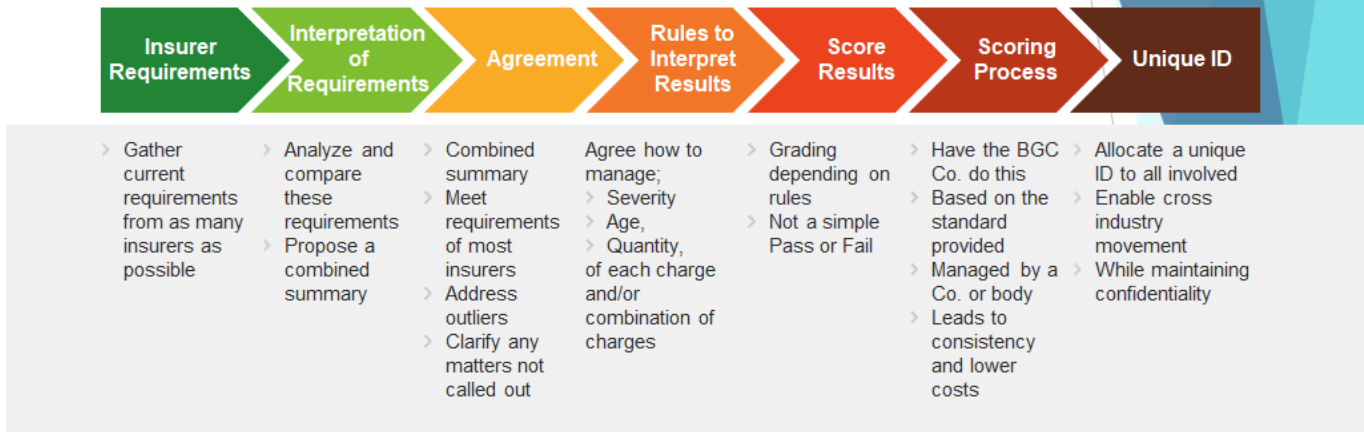 Insurer
Requirements
Interpretation
of
Requirements
Agreement
Rules to
Interpret
Results
Score
Results
Scoring
Process
Unique ID
Gather
current
requirements
from as many
insurers as
possible
Analyze and
compare
these
requirements
Propose a
combined
summary
Combined
summary
Meet
requirements
of most
insurers
Address
outliers
Clarify any
matters not
called out
Agree how to
manage;
Severity
Age,
Quantity,
of each charge
and/or
combination of
charges
Grading
depending on
rules
Not a simple
Pass or Fail
Have the BGC
Co. do this
Based on the
standard
provided
Managed by a
Co. or body
Leads to
consistency
and lower
costs
Allocate a unique
ID to all involved
Enable cross
industry
movement
While maintaining
confidentiality